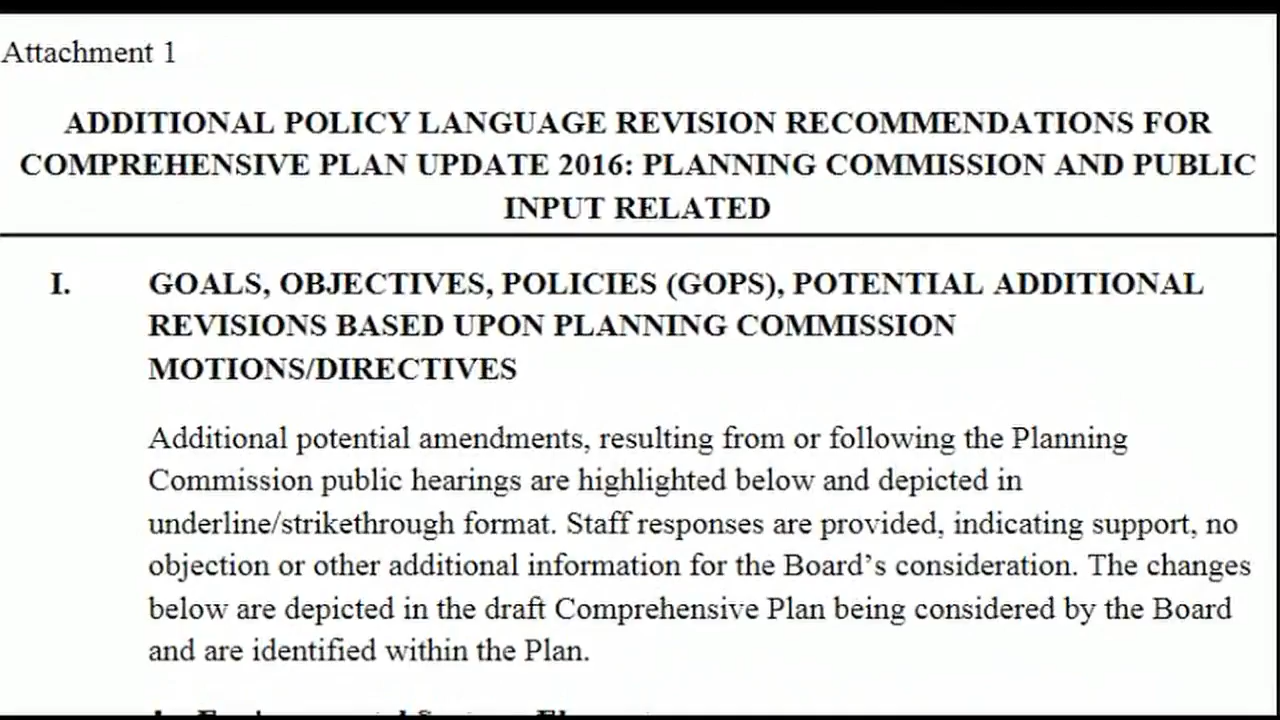 Attachment 1
ADDITIONAL POLICY LANGUAGE REVISION RECOMMENDATIONS FOR
COMPREHENSIVE PLAN UPDATE 2016: PLANNING COMMISSION AND PUBLIC
INPUT RELATED
I. GOALS, OBJECTIVES, POLICIES (GOPS), POTENTIAL ADDITIONAL
REVISIONS BASED UPON PLANNING COMMISSION
MOTIONS/DIRECTIVES
Additional potential amendments, resulting from or following the Planning
Commission public hearings are highlighted below and depicted in
underline/strikethrough format. Staff responses are provided, indicating support, no
objection or other additional information for the Board’s consideration. The changes
below are depicted in the draft Comprehensive Plan being considered by the Board
and are identified within the Plan.